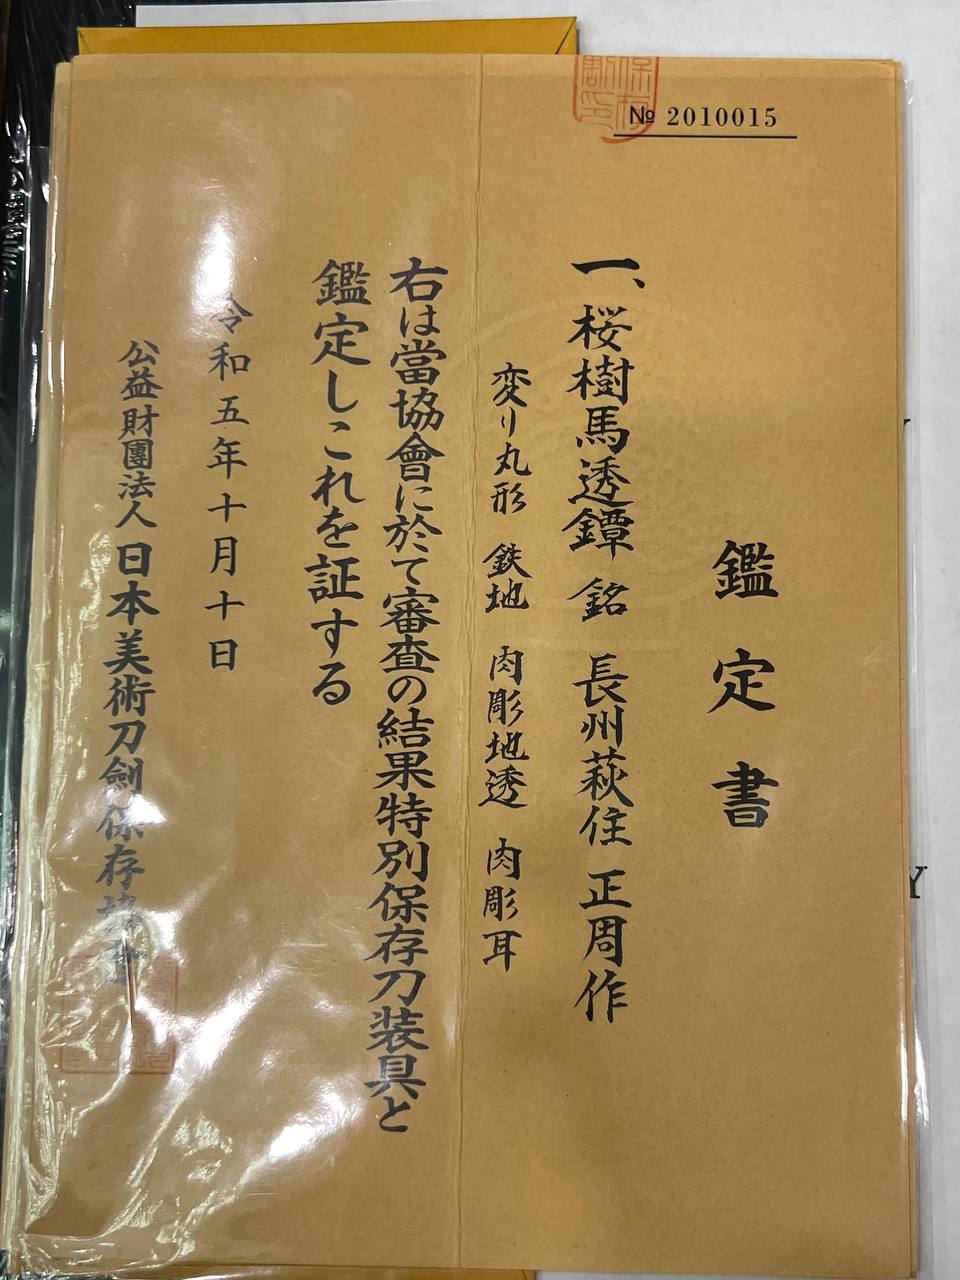 № 2010015
鑑定書
一、桜樹馬透鐔 銘 長州萩住正周作
変り丸形 鉄地 肉彫地透 肉彫耳
右は當協會に於て審査の結果特別保存刀装具と
鑑定しこれを証する
令和五年十月十日
公益財團法人日本美術刀劍保存協會